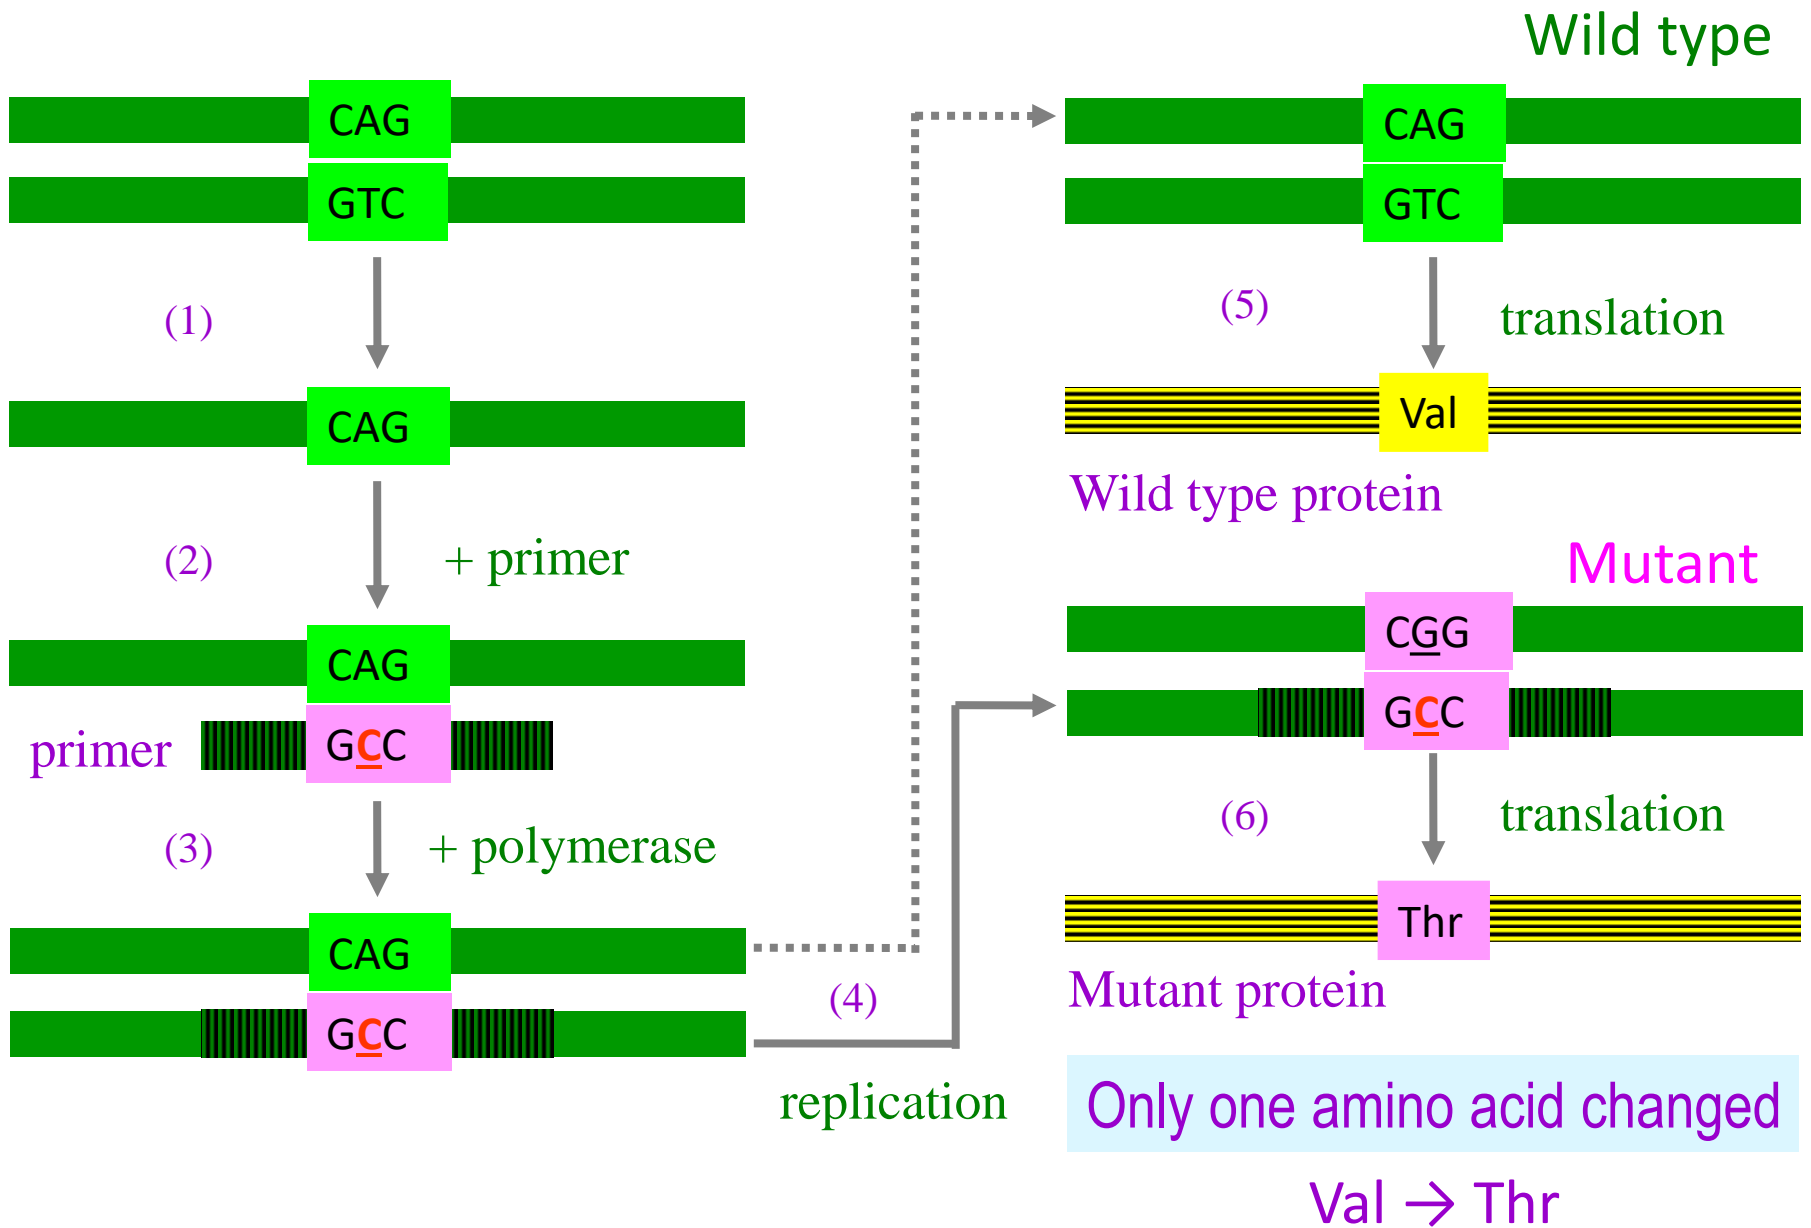 CAG
GTC
(1)
CAG
(2)
+ primer
CAG
primer
GCC
(3)
+ polymerase
CAG
GCC
(4)
replication
Wild type
CAG
GTC
(5)
translation
Val
Wild type protein
Mutant
CGG
GCC
(6)
translation
Thr
Mutant protein
Only one amino acid changed
Val → Thr